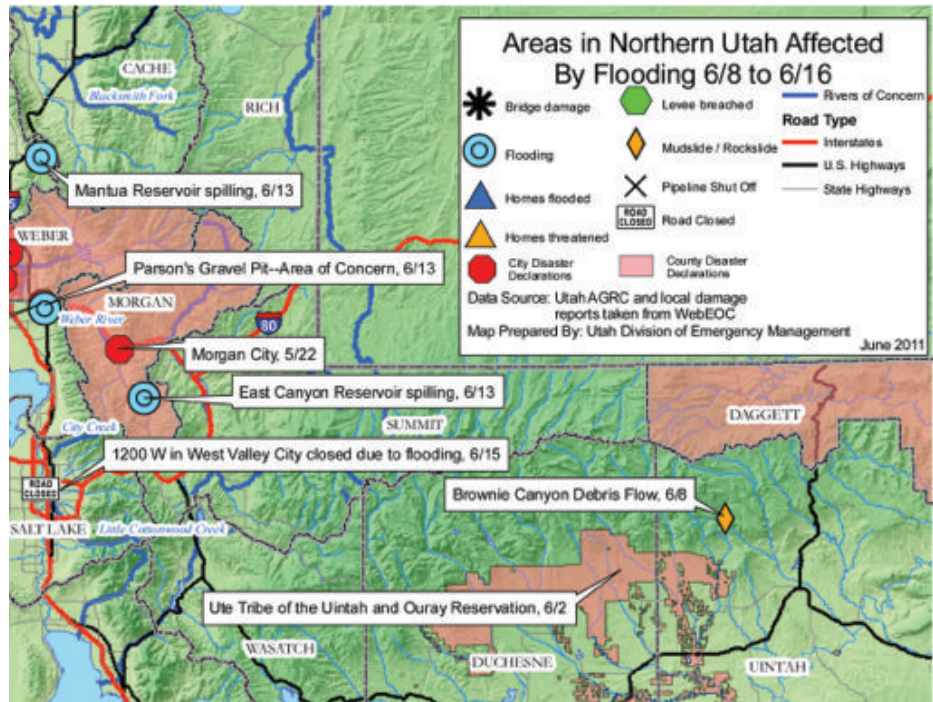 Areas in Northern Utah Affected
By Flooding 6/8 to 6/16
Bridge damage
Flooding
Homes flooded
Homes threatened
City Disaster
Declarations
Levee breached
Mudslide / Rockslide
Pipeline Shut Off
ROAD
CLOSED
Road Closed
County Disaster
Declarations
Rivers of Concern
Road Type
Interstates
U.S. Highways
State Highways
Data Source: Utah AGRC and local damage
reports taken from WebEOC
Map Prepared By: Utah Division of Emergency Management
June 2011
CACHE
Blacksmith Fork
RICH
Mantua Reservoir spilling, 6/13
WEBER
Parson's Gravel Pit--Area of Concern, 6/13
MORGAN
Weber River
80
Morgan City, 5/22
East Canyon Reservoir spilling, 6/13
DAGGETT
City Creek
SUMMIT
1200 W in West Valley City closed due to flooding, 6/15
ROAD
CLOSED
Brownie Canyon Debris Flow, 6/8
SALT LAKE
Little Cottonwood Creek
Ute Tribe of the Uintah and Ouray Reservation, 6/2
WASATCH
DUCHESNE
UINTAH